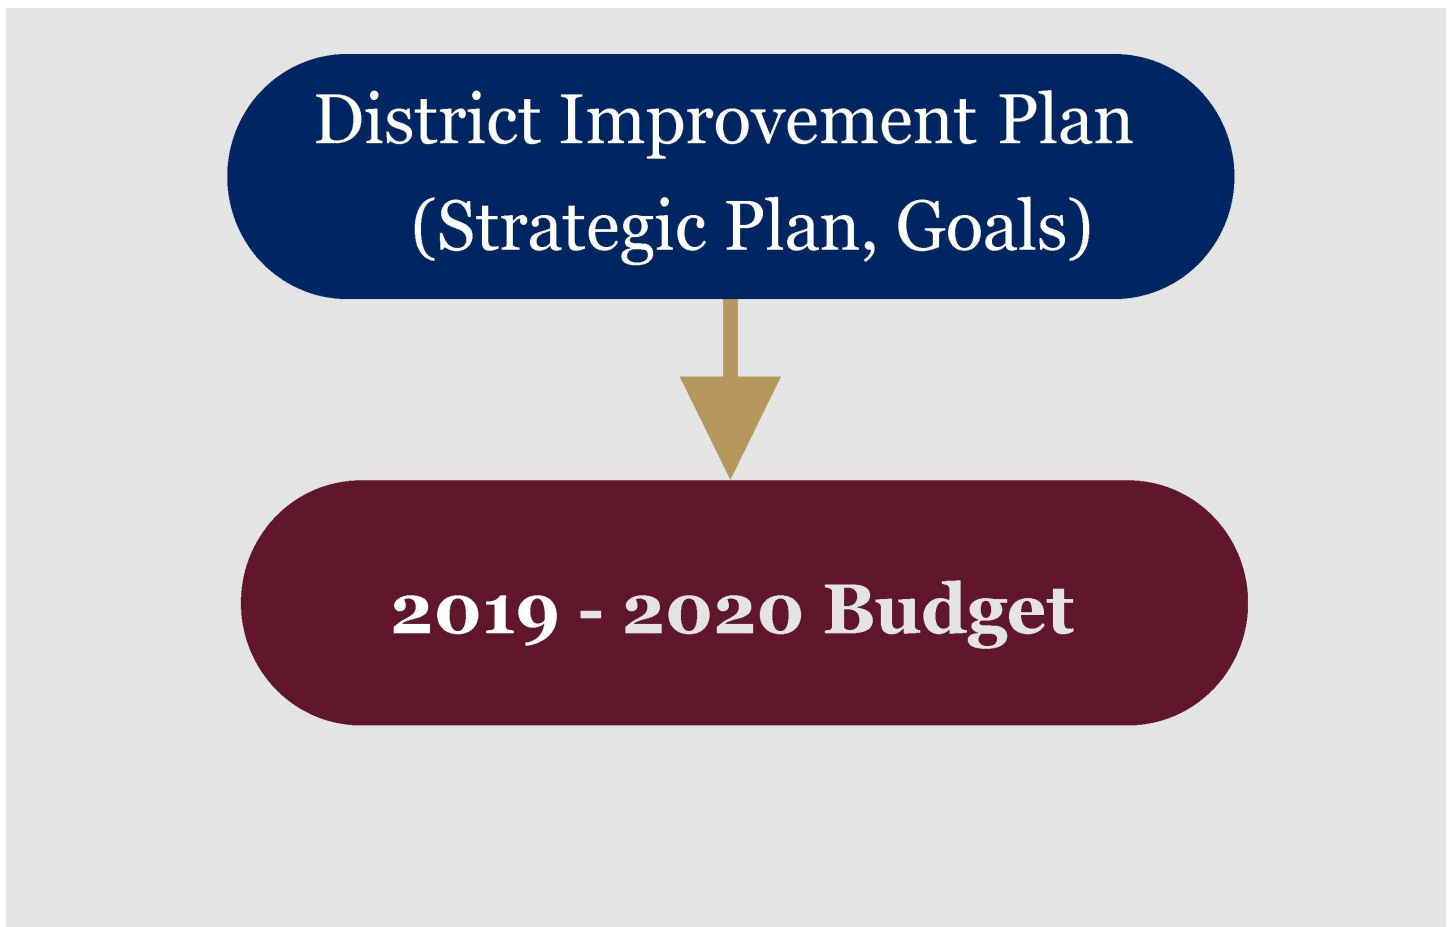 District Improvement Plan
(Strategic Plan, Goals)
2019 - 2020 Budget